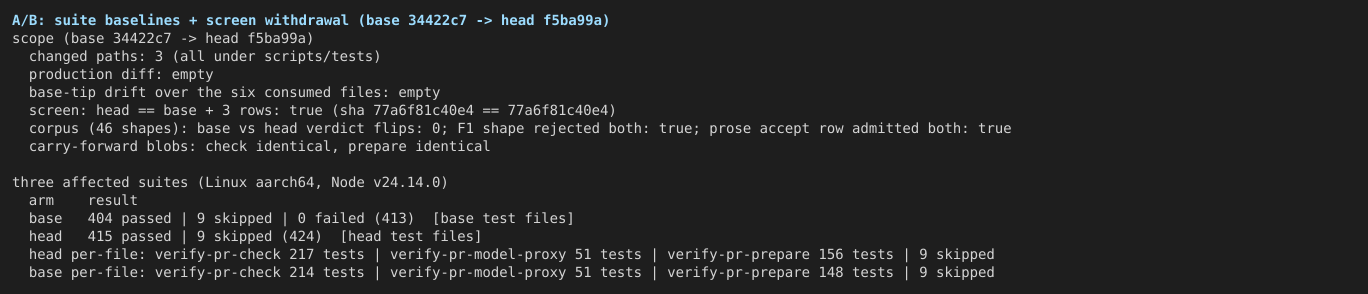 A/B: suite baselines + screen withdrawal (base 34422c7 -> head f5ba99a)
scope (base 34422c7 -> head f5ba99a)
changed paths: 3 (all under scripts/tests)
production diff: empty
base-tip drift over the six consumed files: empty
screen: head == base + 3 rows: true (sha 77a6f81c40e4 == 77a6f81c40e4)
corpus (46 shapes): base vs head verdict flips: 0; F1 shape rejected both: true; prose accept row admitted both: true
carry-forward blobs: check identical, prepare identical
three affected suites (Linux aarch64, Node v24.14.0)
arm    result
base   404 passed | 9 skipped | 0 failed (413)  [base test files]
head   415 passed | 9 skipped (424)  [head test files]
head per-file: verify-pr-check 217 tests | verify-pr-model-proxy 51 tests | verify-pr-prepare 156 tests | 9 skipped
base per-file: verify-pr-check 214 tests | verify-pr-model-proxy 51 tests | verify-pr-prepare 148 tests | 9 skipped